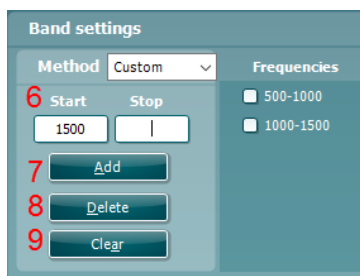 Band settings
Method Custom
Frequencies
6 Start Stop
500-1000
1500
1000-1500
7 Add
8 Delete
9 Clear